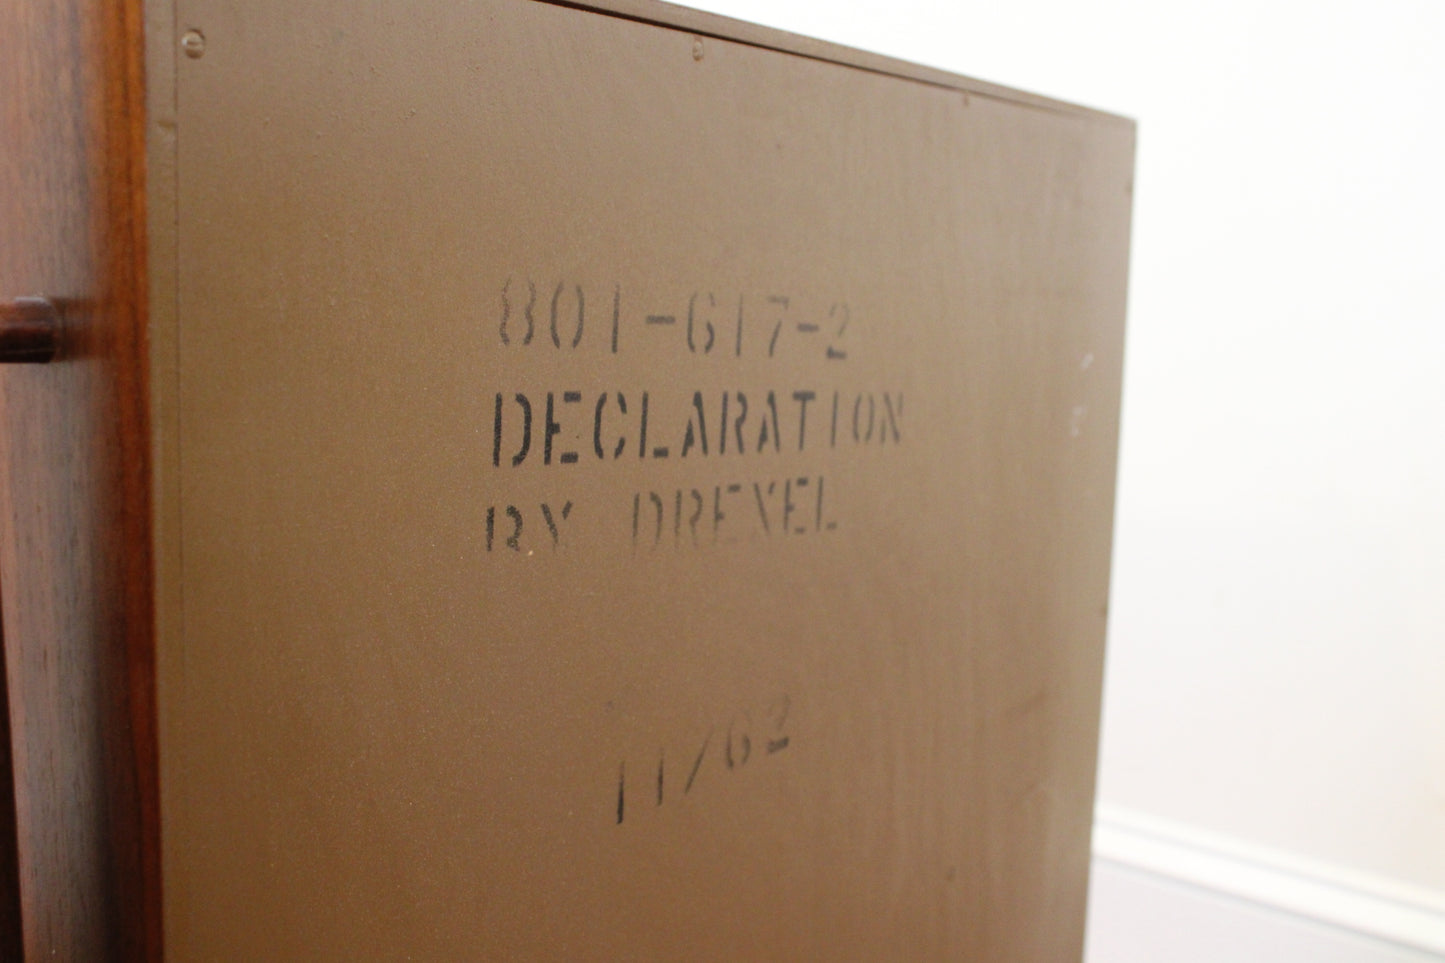 801-617-2
DECLARATION
BY DREXEL
11/62